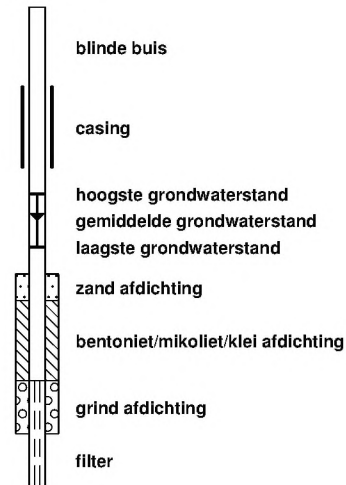 blinde buis
casing
hoogste grondwaterstand
gemiddelde grondwaterstand
laagste grondwaterstand
zand afdichting
bentoniet/mikoliet/klei afdichting
grind afdichting
filter